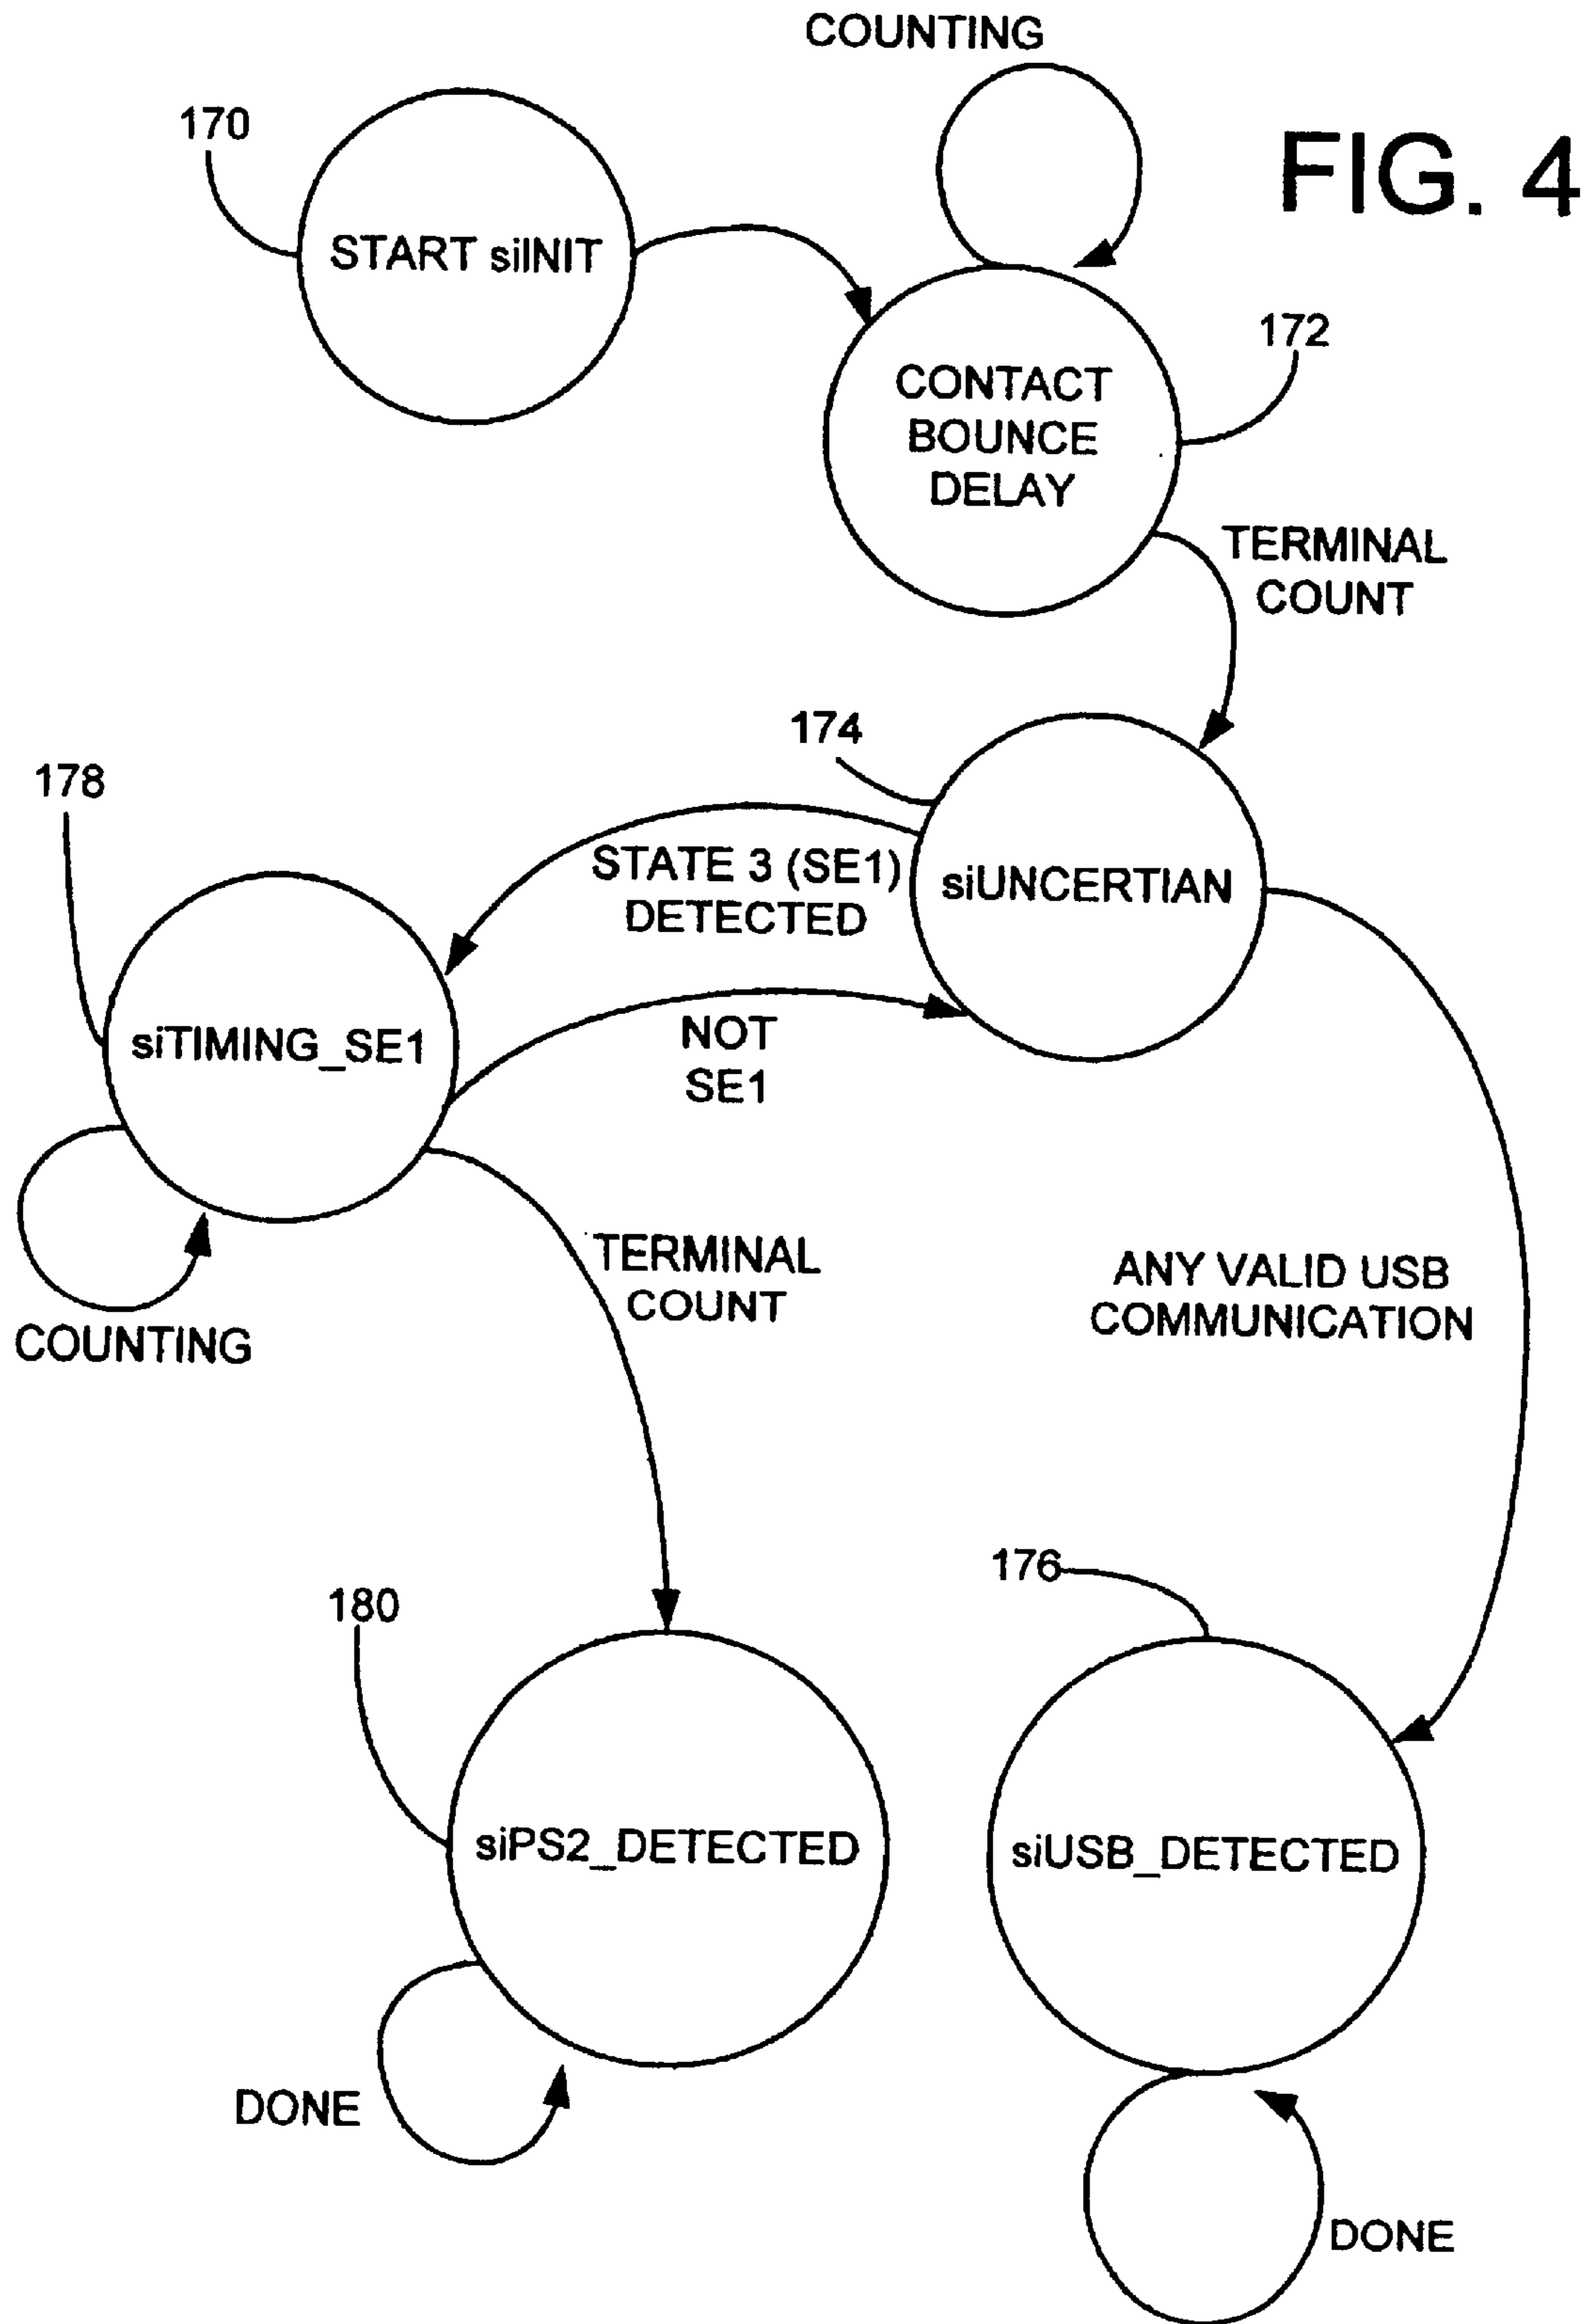 COUNTING
170
FIG. 4
START siINIT
172
CONTACT
BOUNCE
DELAY
TERMINAL
COUNT
174
178
STATE 3 (SE1)
DETECTED
siUNCERTIAN
siTIMING_SE1
NOT
SE1
TERMINAL
COUNT
ANY VALID USB
COMMUNICATION
COUNTING
176
180
siPS2_DETECTED
siUSB_DETECTED
DONE
DONE